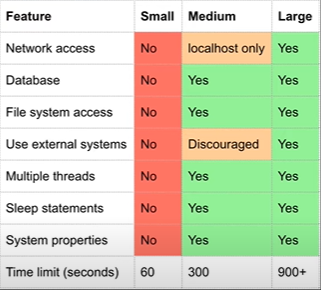 Feature Small Medium Large
Network access No localhost only Yes
Database No Yes Yes
File system access No Yes Yes
Use external systems No Discouraged Yes
Multiple threads No Yes Yes
Sleep statements No Yes Yes
System properties No Yes Yes
Time limit (seconds) 60 300 900+